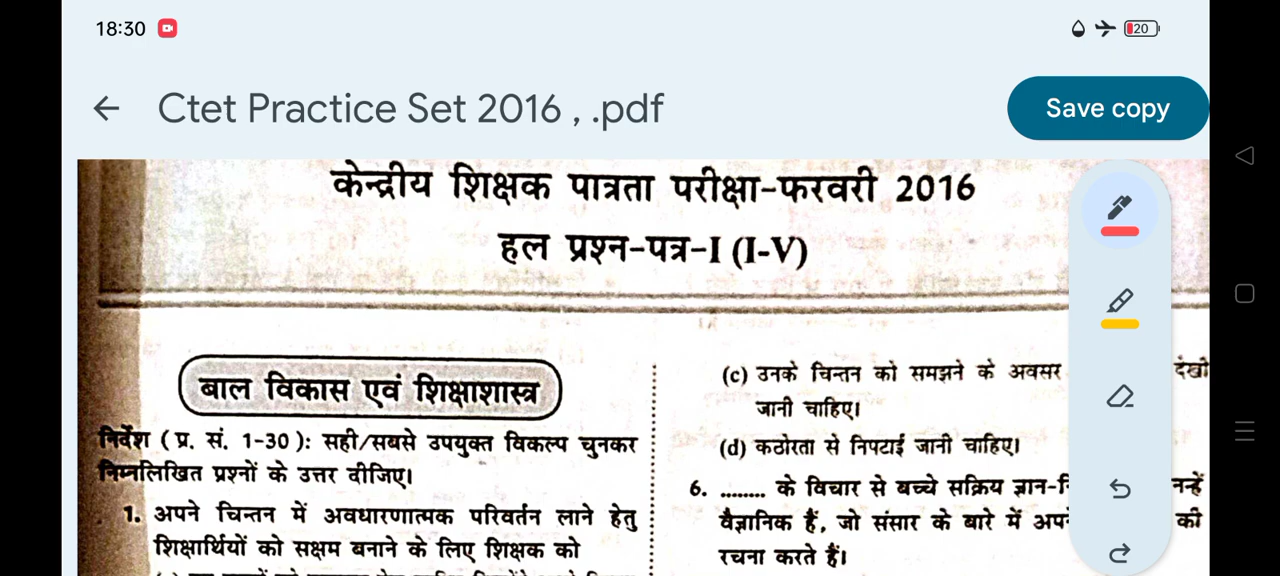 18:30
20
Ctet Practice Set 2016 , .pdf
Save copy
केन्द्रीय शिक्षक पात्रता परीक्षा-फरवरी 2016
हल प्रश्न-पत्र-I (I-V)
बाल विकास एवं शिक्षाशास्त्र
निर्देश (प्र. सं. 1-30): सही/सबसे उपयुक्त विकल्प चुनकर
निम्नलिखित प्रश्नों के उत्तर दीजिए।
1. अपने चिन्तन में अवधारणात्मक परिवर्तन लाने हेतु
शिक्षार्थियों को सक्षम बनाने के लिए शिक्षक को
(c) उनके चिन्तन को समझने के अवसर
जानी चाहिए।
(d) कठोरता से निपटाई जानी चाहिए।
6. ........ के विचार से बच्चे सक्रिय
वैज्ञानिक हैं, जो संसार के बारे में की
रचना करते हैं।